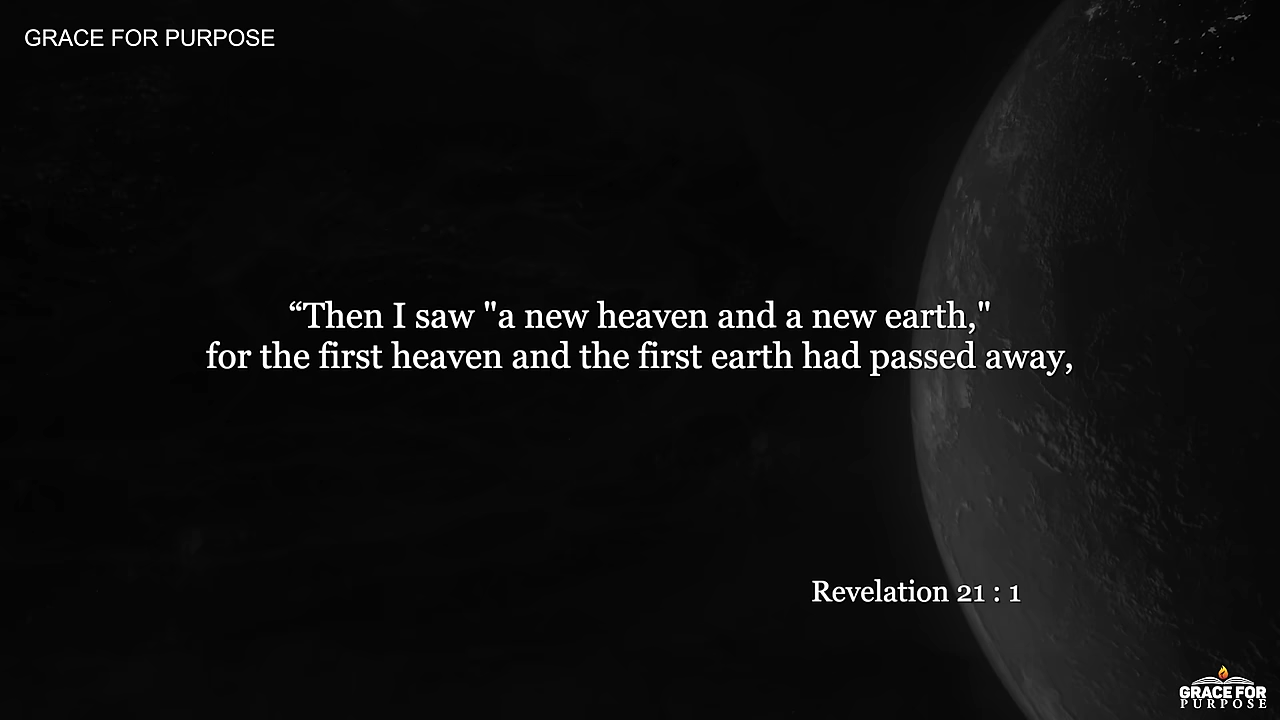 GRACE FOR PURPOSE
“Then I saw "a new heaven and a new earth,"
for the first heaven and the first earth had passed away,
Revelation 21 : 1
GRACE FOR
PURPOSE